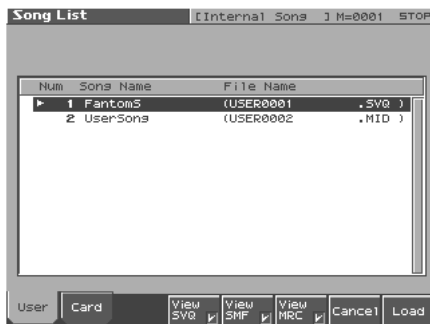 Song List [Internal Song ] M=0001 STOP
Num Song Name File Name
1 FantomS (USER0001 .SVQ )
2 UserSong (USER0002 .MID )
User Card View SVQ View SMF View MRC Cancel Load